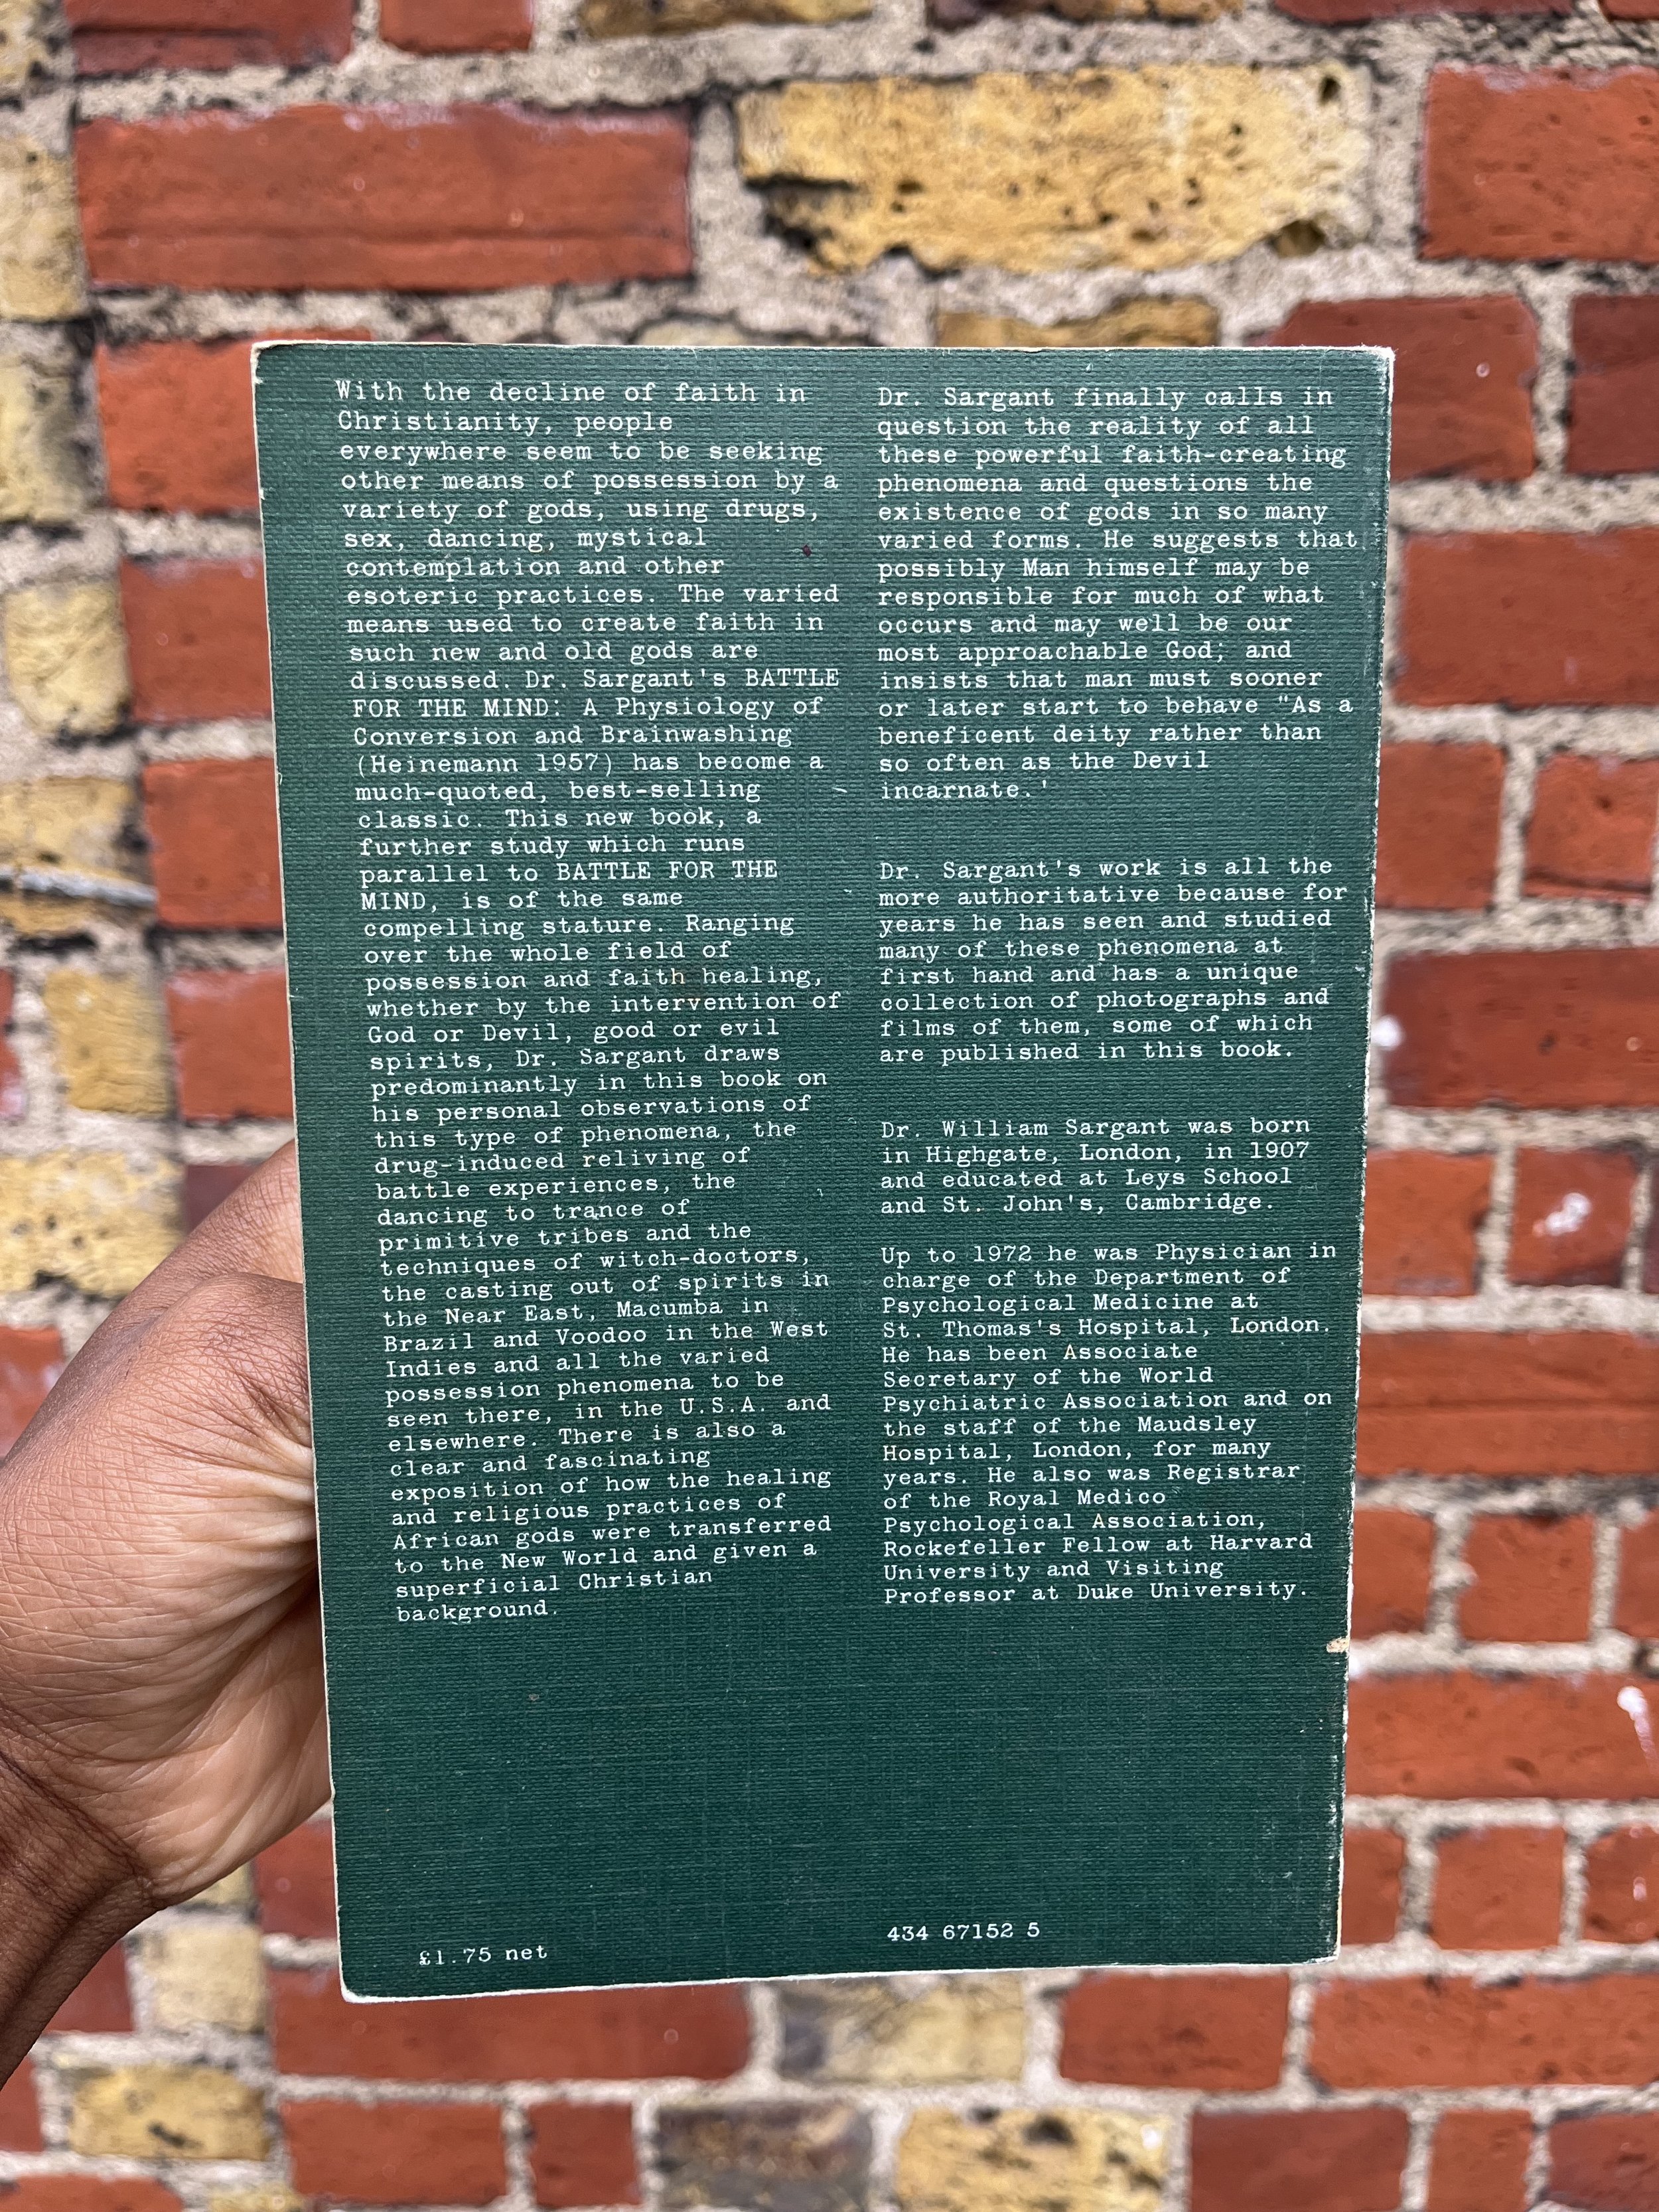 With the decline of faith in
Christianity, people
everywhere seem to be seeking
other means of possession by a
variety of gods, using drugs,
sex, dancing, mystical
contemplation and other
esoteric practices. The varied
means used to create faith in
such new and old gods are
discussed. Dr. Sargant's BATTLE
FOR THE MIND: A Physiology of
Conversion and Brainwashing
(Heinemann 1957) has become a
much-quoted, best-selling
classic. This new book, a
further study which runs
parallel to BATTLE FOR THE
MIND, is of the same
compelling stature. Ranging
over the whole field of
possession and faith healing,
whether by the intervention of
God or Devil, good or evil
spirits, Dr. Sargant draws
predominantly in this book on
his personal observations of
this type of phenomena, the
drug-induced reliving of
battle experiences, the
dancing to trance of
primitive tribes and the
techniques of witch-doctors,
the casting out of spirits in
the Near East, Macumba in
Brazil and Voodoo in the West
Indies and all the varied
possession phenomena to be
seen there, in the U.S.A. and
elsewhere. There is also a
clear and fascinating
exposition of how the healing
and religious practices of
African gods were transferred
to the New World and given a
superficial Christian
background.
£1.75 net
Dr. Sargant finally calls in
question the reality of all
these powerful faith-creating
phenomena and questions the
existence of gods in so many
varied forms. He suggests that
possibly Man himself may be
responsible for much of what
occurs and may well be our
most approachable God; and
insists that man must sooner
or later start to behave "As a
beneficent deity rather than
so often as the Devil
incarnate.'
Dr. Sargant's work is all the
more authoritative because for
years he has seen and studied
many of these phenomena at
first hand and has a unique
collection of photographs and
films of them, some of which
are published in this book.
Dr. William Sargant was born
in Highgate, London, in 1907
and educated at Leys School
and St. John's, Cambridge.
Up to 1972 he was Physician in
charge of the Department of
Psychological Medicine at
St. Thomas's Hospital, London.
He has been Associate
Secretary of the World
Psychiatric Association and on
the staff of the Maudsley
Hospital, London, for many
years. He also was Registrar
of the Royal Medico
Psychological Association,
Rockefeller Fellow at Harvard
University and Visiting
Professor at Duke University.
434 67152 5